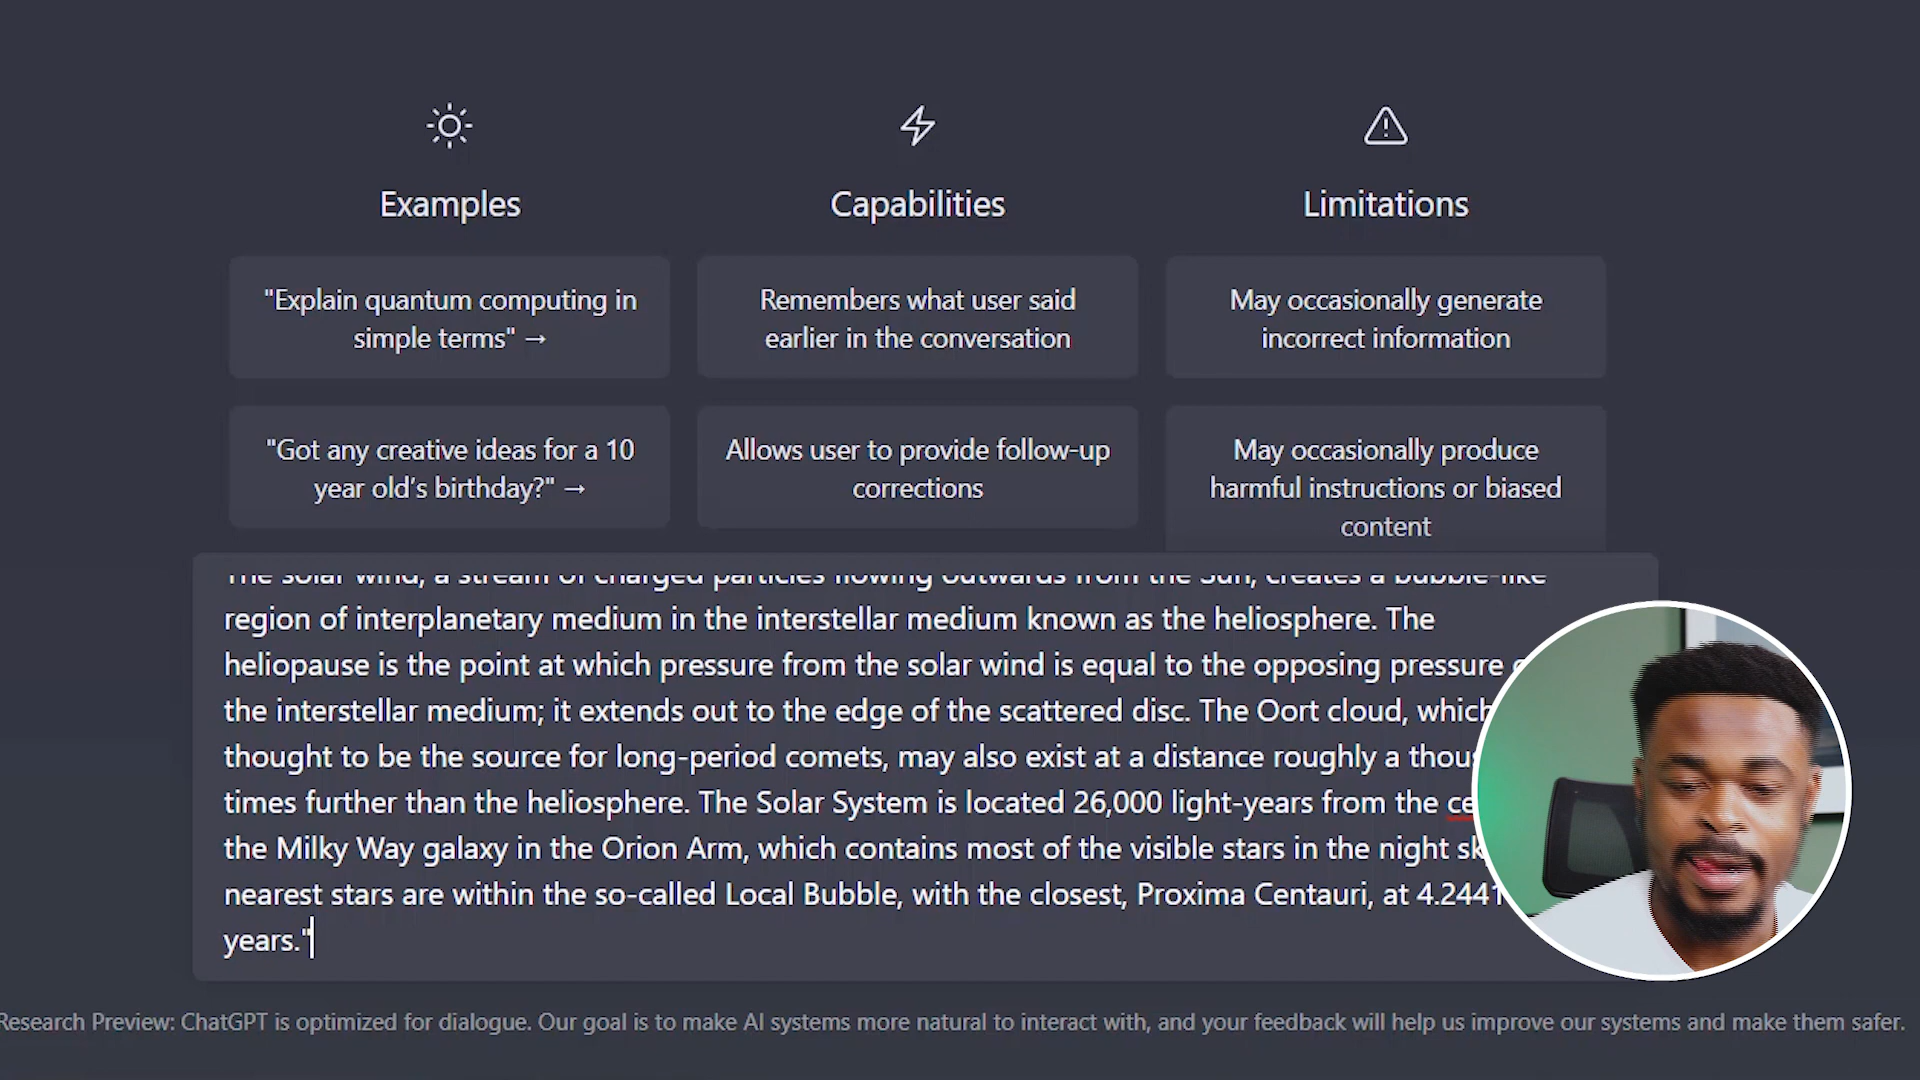 Examples
Capabilities
Limitations
"Explain quantum computing in
simple terms" →
Remembers what user said
earlier in the conversation
May occasionally generate
incorrect information
"Got any creative ideas for a 10
year old’s birthday?" →
Allows user to provide follow-up
corrections
May occasionally produce
harmful instructions or biased
content
The solar wind, a stream of charged particles flowing outwards from the Sun, creates a bubble-like
region of interplanetary medium in the interstellar medium known as the heliosphere. The
heliopause is the point at which pressure from the solar wind is equal to the opposing pressure
the interstellar medium; it extends out to the edge of the scattered disc. The Oort cloud, which
thought to be the source for long-period comets, may also exist at a distance roughly a
times further than the heliosphere. The Solar System is located 26,000 light-years from the
the Milky Way galaxy in the Orion Arm, which contains most of the visible stars in the night
nearest stars are within the so-called Local Bubble, with the closest, Proxima Centauri, at 4.2441
years."
Research Preview: ChatGPT is optimized for dialogue. Our goal is to make AI systems more natural to interact with, and your feedback will help us improve our systems and make them safer.